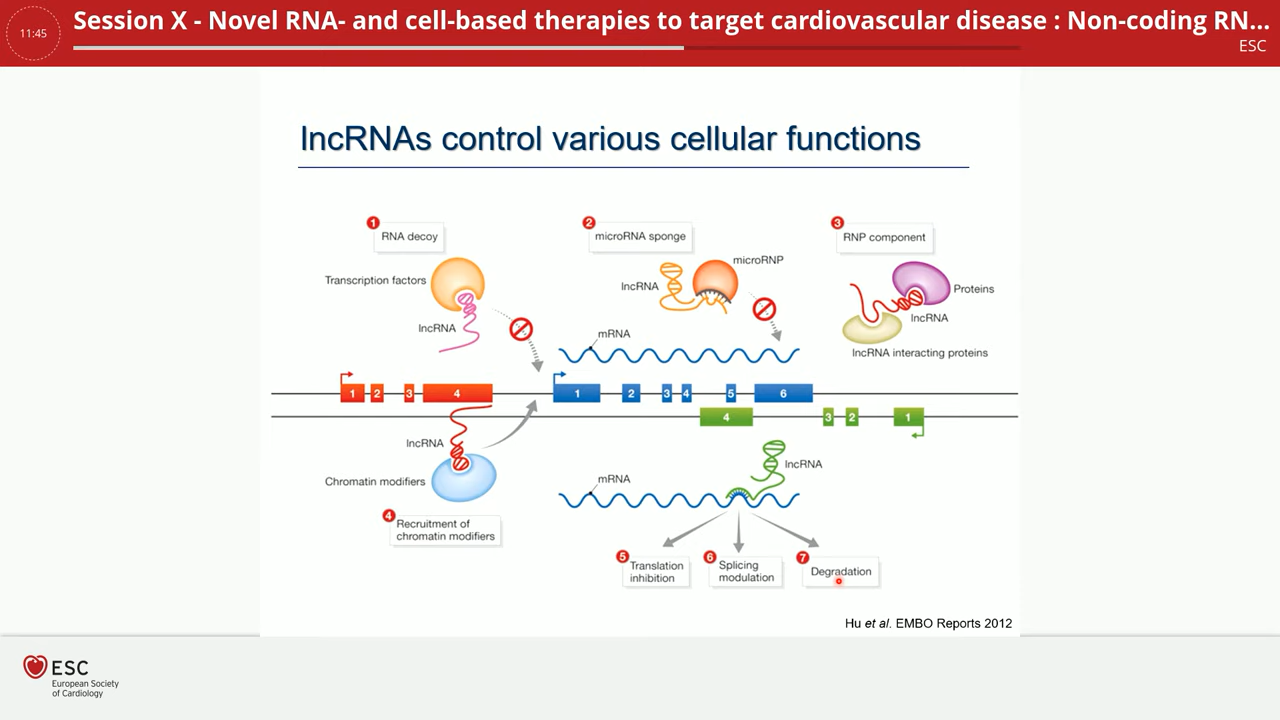 11:45
Session X - Novel RNA- and cell-based therapies to target cardiovascular disease : Non-coding RN...
ESC
lncRNAs control various cellular functions
1
RNA decoy
Transcription factors
lncRNA
2
microRNA sponge
microRNP
lncRNA
mRNA
3
RNP component
Proteins
lncRNA
lncRNA interacting proteins
1 2 3 4 1 2 3 4 5 6
4 3 2 1
lncRNA
Chromatin modifiers
4
Recruitment of
chromatin modifiers
mRNA
lncRNA
5
Translation
inhibition
6
Splicing
modulation
7
Degradation
Hu et al. EMBO Reports 2012
ESC
European Society
of Cardiology